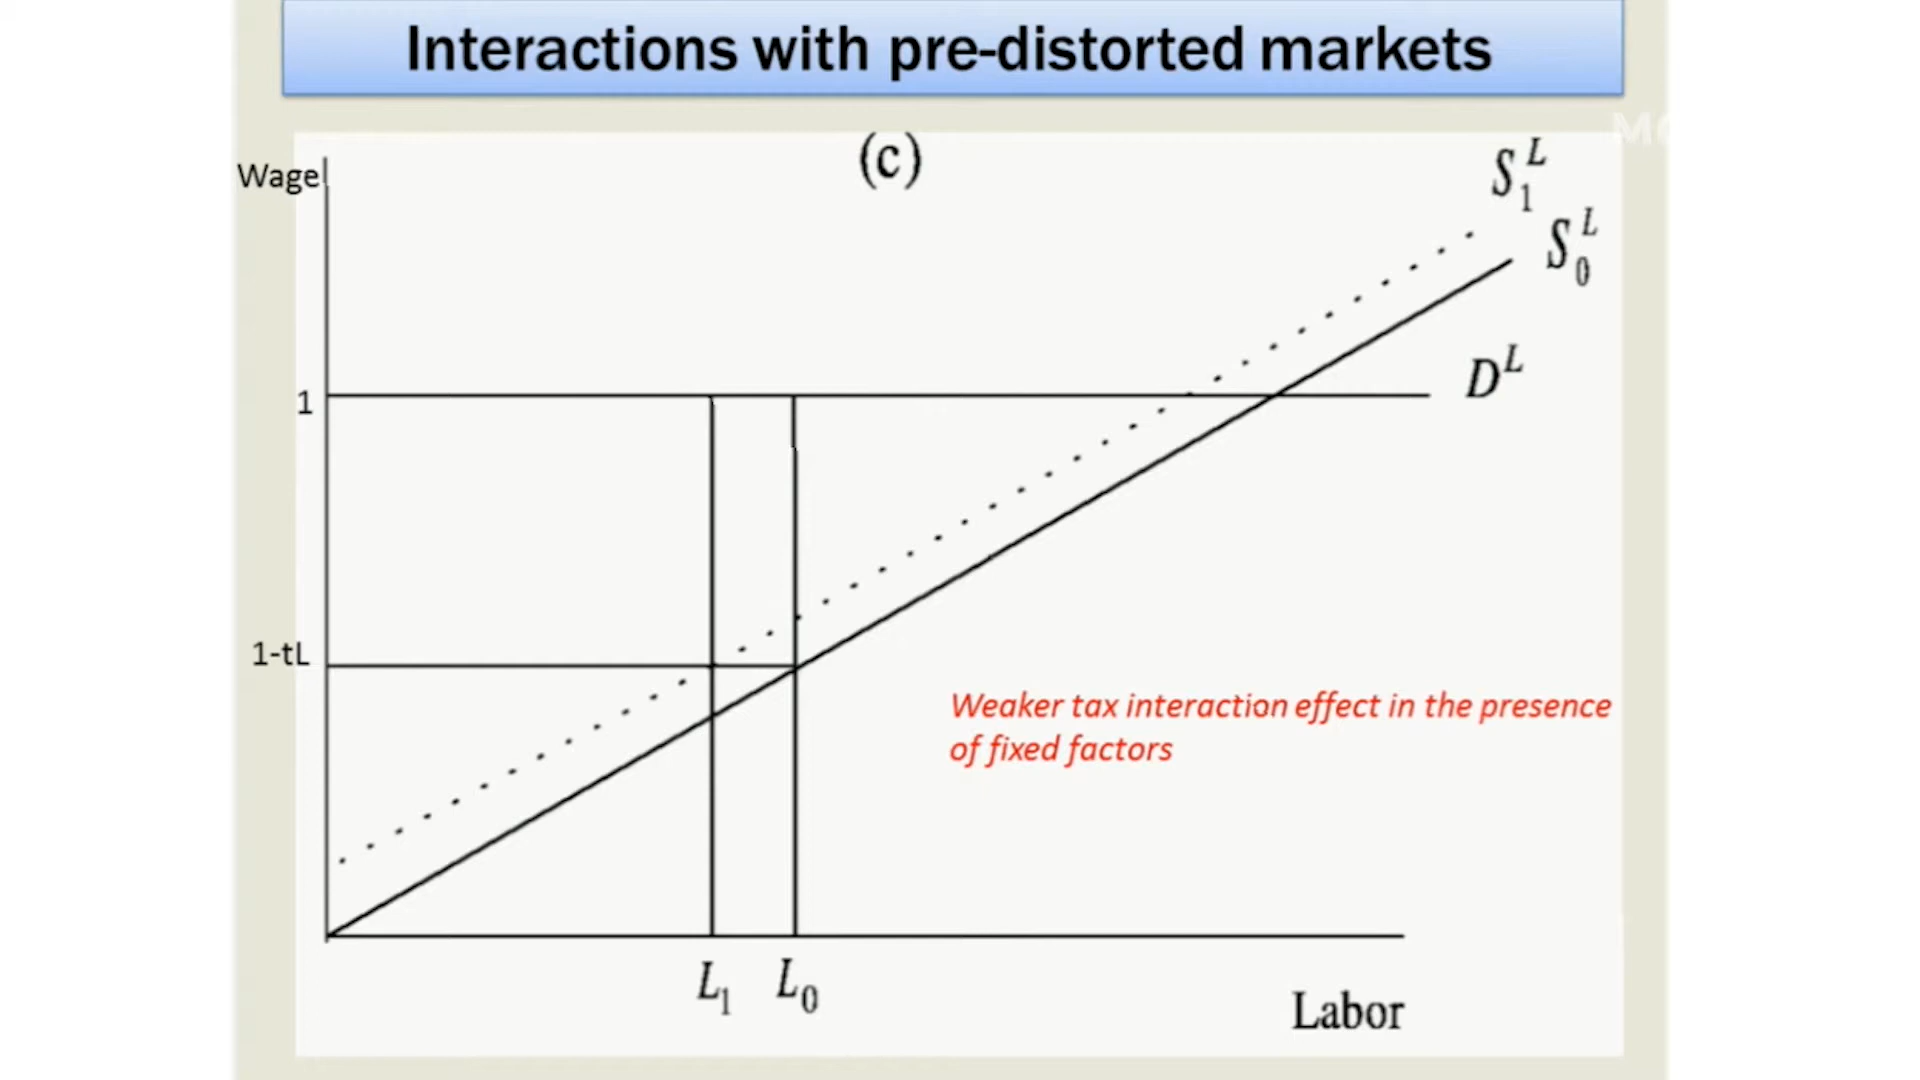 Interactions with pre-distorted markets
(c)
Wage
S₁ᴸ
S₀ᴸ
Dᴸ
1
1-tL
Weaker tax interaction effect in the presence
of fixed factors
L₁ L₀
Labor